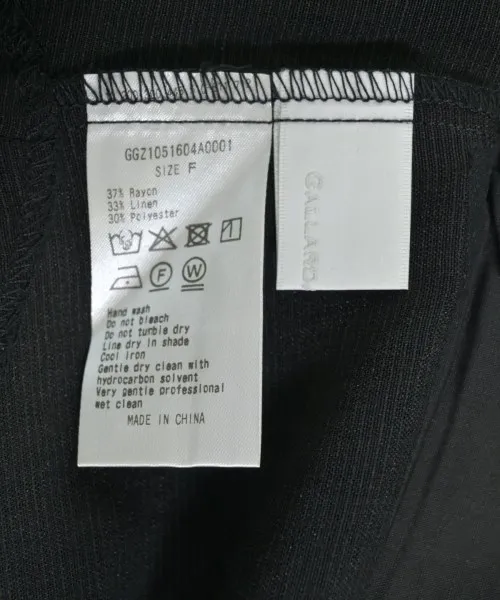 GGZ1051604A0001
SIZE F
37% Rayon
33% Linen
30% Polyester
Hand wash
Do not bleach
Do not turble dry
Line dry in shade
Cool iron
Gentle dry clean with
hydrocarbon solvent
Very gentle professional
wet clean
MADE IN CHINA
GALLARD